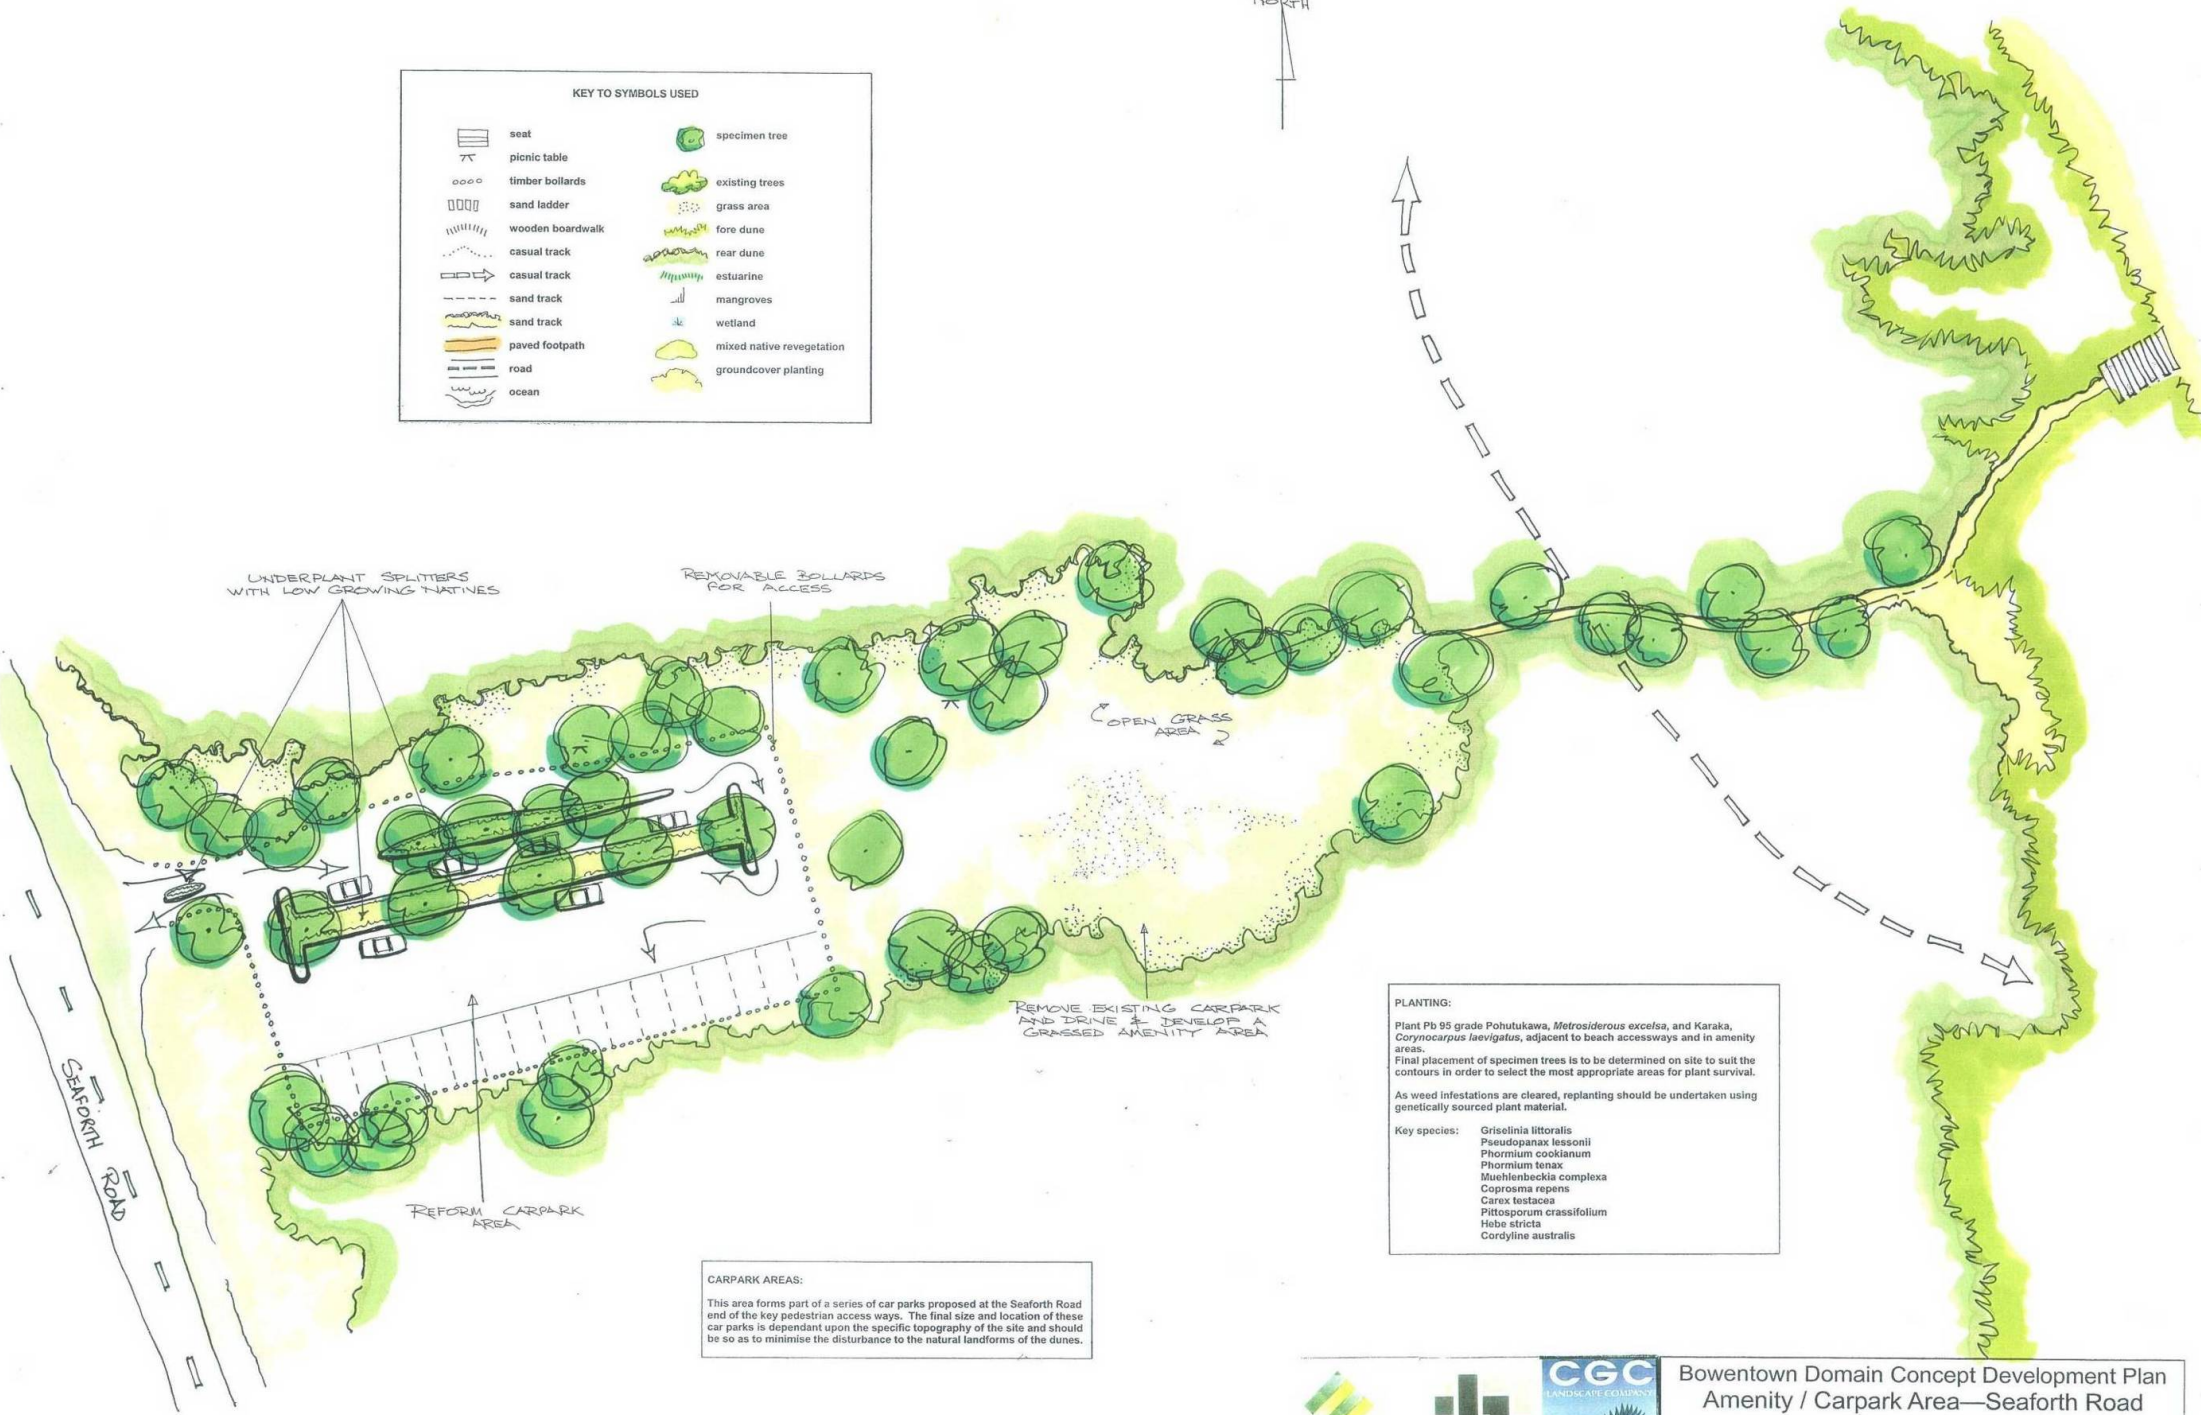 NORTH
KEY TO SYMBOLS USED
seat
picnic table
timber bollards
sand ladder
wooden boardwalk
casual track
casual track
sand track
sand track
paved footpath
road
ocean
specimen tree
existing trees
grass area
fore dune
rear dune
estuarine
mangroves
wetland
mixed native revegetation
groundcover planting
UNDERPLANT SPLITTERS
WITH LOW GROWING NATIVES
REMOVABLE BOLLARDS
FOR ACCESS
OPEN GRASS
AREA
REMOVE EXISTING CARPARK
AND DRIVE & DEVELOP A
GRASSED AMENITY AREA
SEAFORTH ROAD
REFORM CARPARK
AREA
PLANTING:
Plant Pb 95 grade Pohutukawa, Metrosiderous excelsa, and Karaka,
Corynocarpus laevigatus, adjacent to beach accessways and in amenity
areas.
Final placement of specimen trees is to be determined on site to suit the
contours in order to select the most appropriate areas for plant survival.
As weed infestations are cleared, replanting should be undertaken using
genetically sourced plant material.
Key species: Griselinia littoralis
Pseudopanax lessonii
Phormium cookianum
Phormium tenax
Muehlenbeckia complexa
Coprosma repens
Carex testacea
Pittosporum crassifolium
Hebe stricta
Cordyline australis
CARPARK AREAS:
This area forms part of a series of car parks proposed at the Seaforth Road
end of the key pedestrian access ways. The final size and location of these
car parks is dependant upon the specific topography of the site and should
be so as to minimise the disturbance to the natural landforms of the dunes.
CGC
LANDSCAPE COMPANY
Bowentown Domain Concept Development Plan
Amenity / Carpark Area—Seaforth Road